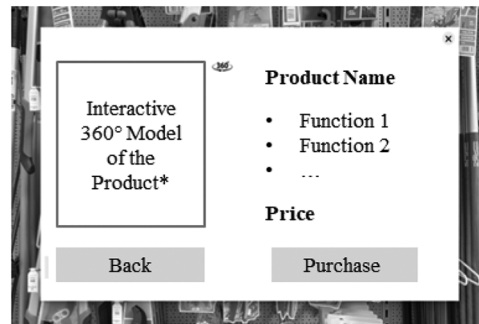 360°
Product Name
Interactive
360° Model
of the
Product*
• Function 1
• Function 2
• …
Price
Back
Purchase